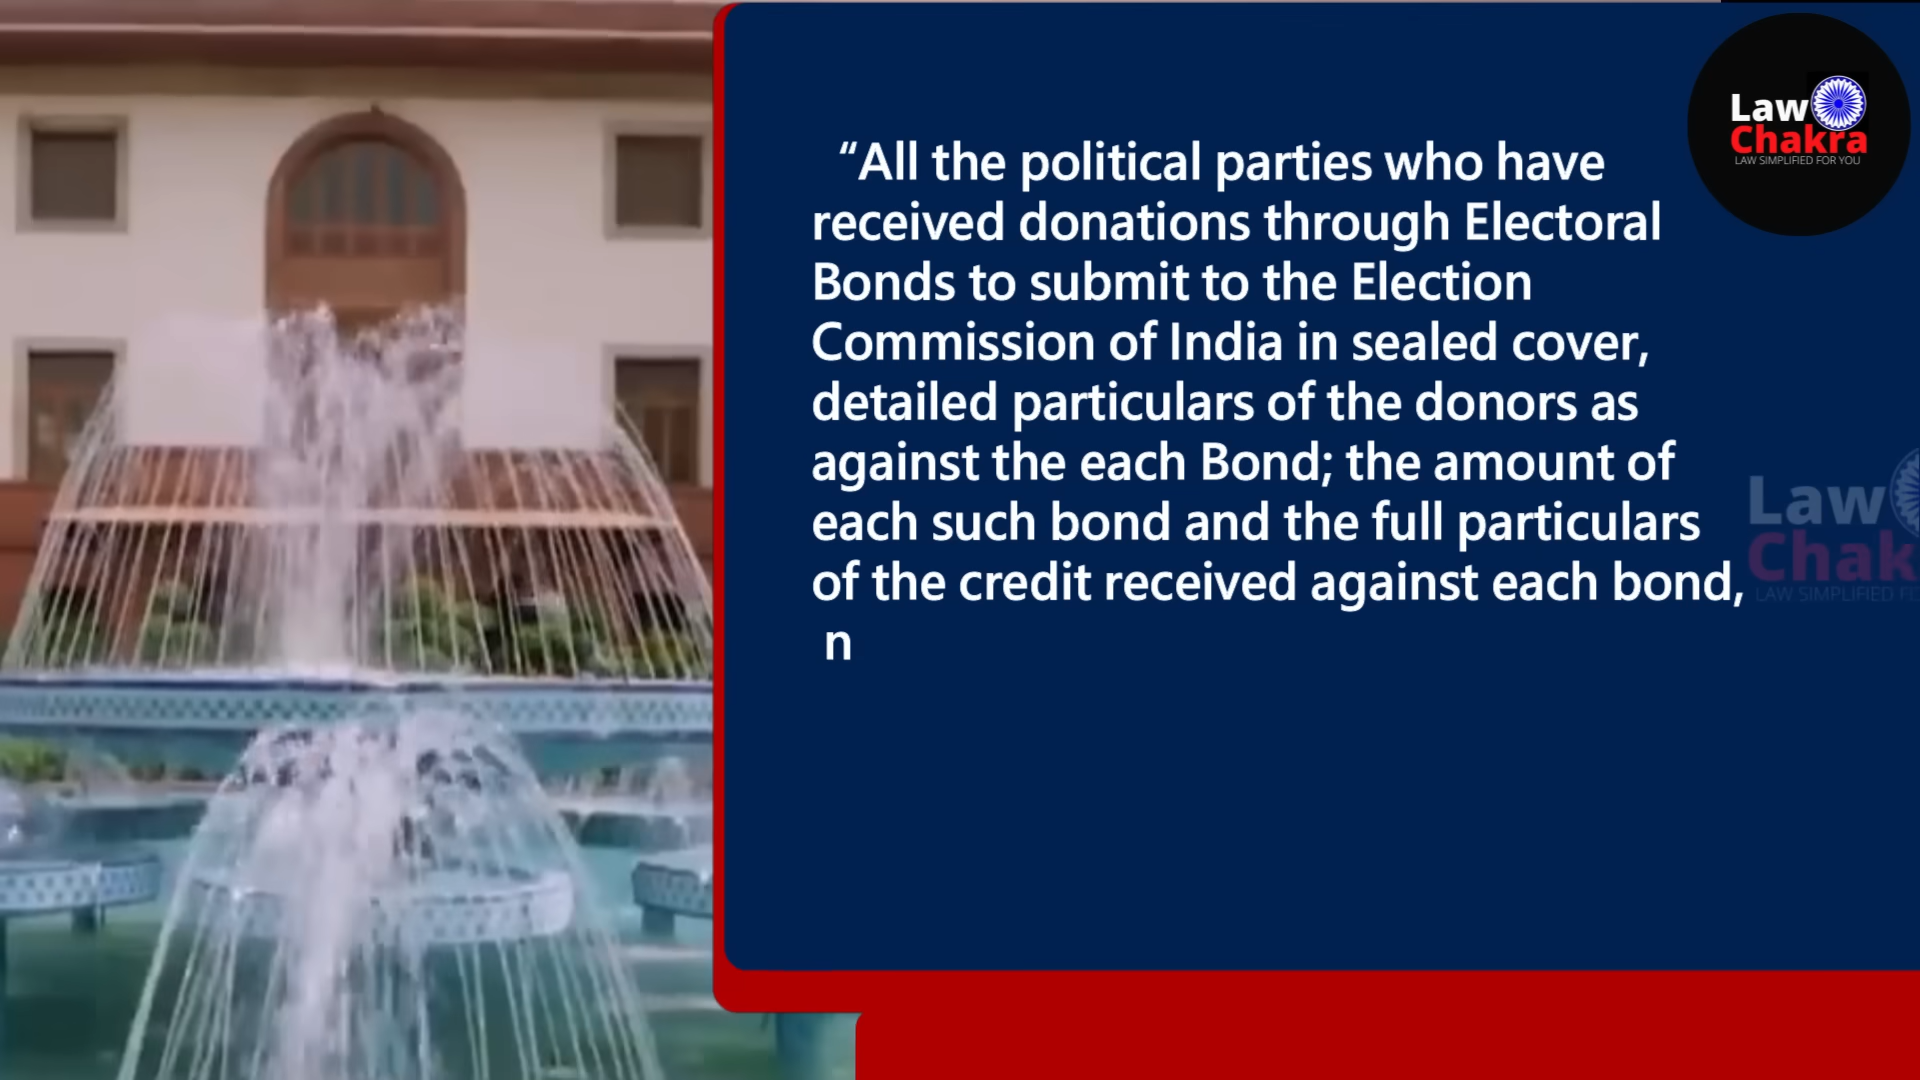 “All the political parties who have
received donations through Electoral
Bonds to submit to the Election
Commission of India in sealed cover,
detailed particulars of the donors as
against the each Bond; the amount of
each such bond and the full particulars
of the credit received against each bond,
n
Law
Chakra
LAW SIMPLIFIED FOR YOU
Law
Chak
LAW SIMPLIFIED